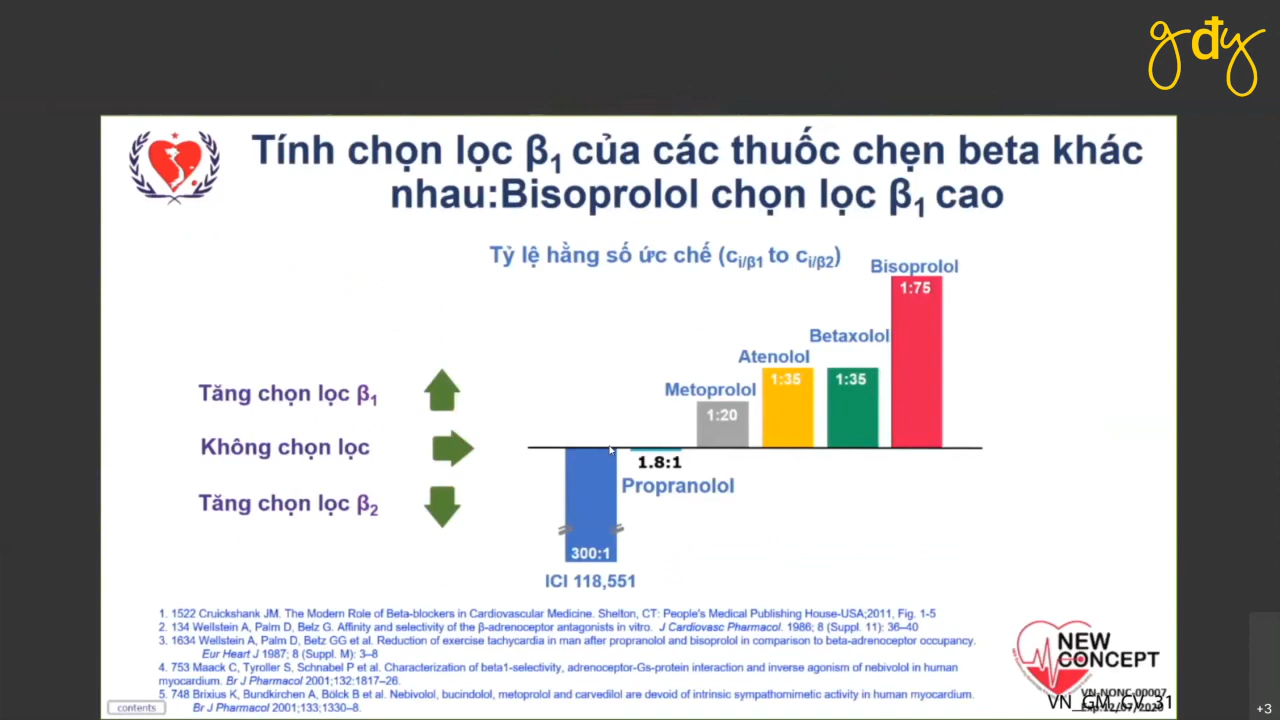 gđy
Tính chọn lọc β1 của các thuốc chẹn beta khác
nhau:Bisoprolol chọn lọc β1 cao
Tỷ lệ hằng số ức chế (ci/β1 to ci/β2)
Bisoprolol
1:75
Betaxolol
Atenolol
1:35
1:35
Metoprolol
1:20
Tăng chọn lọc β1
Không chọn lọc
Tăng chọn lọc β2
1.8:1
Propranolol
300:1
ICI 118,551
1. 1522 Cruickshank JM. The Modern Role of Beta-blockers in Cardiovascular Medicine. Shelton, CT: People's Medical Publishing House-USA;2011, Fig. 1-5
2. 134 Wellstein A, Palm D, Belz G. Affinity and selectivity of the β-adrenoceptor antagonists in vitro. J Cardiovasc Pharmacol. 1986; 8 (Suppl. 11): 36–40
3. 1634 Wellstein A, Palm D, Belz GG et al. Reduction of exercise tachycardia in man after propranolol and bisoprolol in comparison to beta-adrenoceptor occupancy.
Eur Heart J 1987; 8 (Suppl. M): 3–8
4. 753 Maack C, Tyroller S, Schnabel P et al. Characterization of beta1-selectivity, adrenoceptor-Gs-protein interaction and inverse agonism of nebivolol in human
myocardium. Br J Pharmacol 2001;132:1817–26.
5. 748 Brixius K, Bundkirchen A, Bölck B et al. Nebivolol, bucindolol, metoprolol and carvedilol are devoid of intrinsic sympathomimetic activity in human myocardium.
Br J Pharmacol 2001;133;1330–8.
contents
NEW
CONCEPT
VN-NONC-00007
VN_GM_CV_31
+3